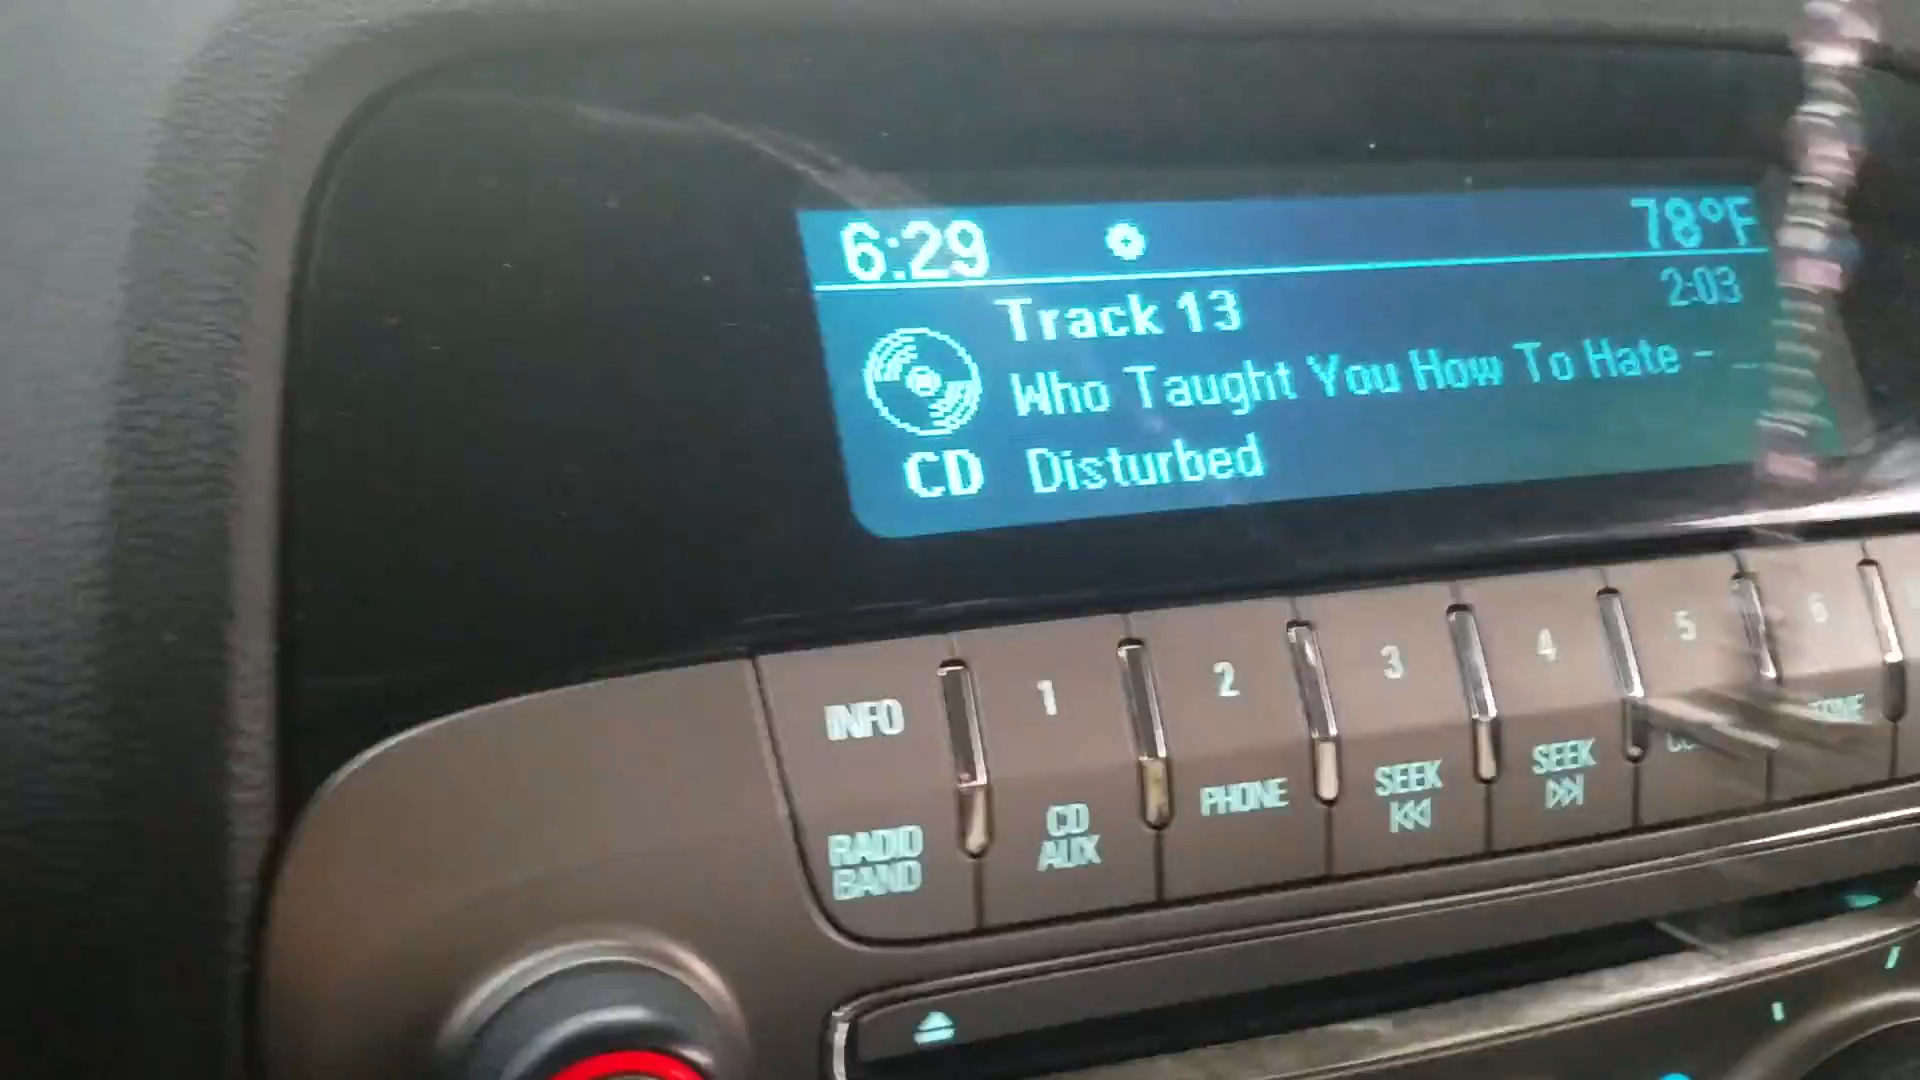 6:29 78°F
Track 13 2:03
Who Taught You How To Hate -
CD Disturbed
INFO 1 2 3 4 5 6
RADIO BAND CD AUX PHONE SEEK SEEK TONE